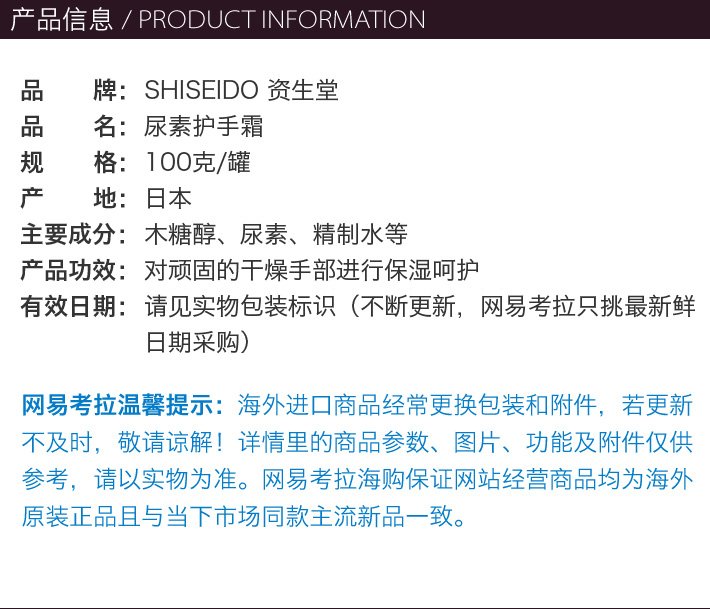 产品信息 / PRODUCT INFORMATION
品 牌： SHISEIDO 资生堂
品 名： 尿素护手霜
规 格： 100克/罐
产 地： 日本
主要成分： 木糖醇、尿素、精制水等
产品功效： 对顽固的干燥手部进行保湿呵护
有效日期： 请见实物包装标识（不断更新，网易考拉只挑最新鲜
日期采购）
网易考拉温馨提示：海外进口商品经常更换包装和附件，若更新
不及时，敬请谅解！详情里的商品参数、图片、功能及附件仅供
参考，请以实物为准。网易考拉海购保证网站经营商品均为海外
原装正品且与当下市场同款主流新品一致。